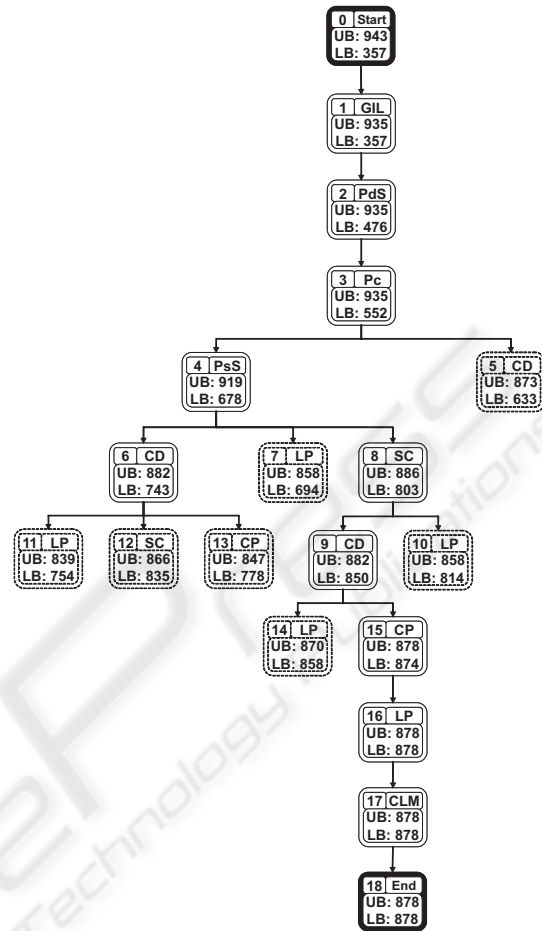 0 Start
UB: 943
LB: 357
1 GIL
UB: 935
LB: 357
2 PdS
UB: 935
LB: 476
3 Pc
UB: 935
LB: 552
4 PsS
UB: 919
LB: 678
5 CD
UB: 873
LB: 633
6 CD
UB: 882
LB: 743
7 LP
UB: 858
LB: 694
8 SC
UB: 886
LB: 803
11 LP
UB: 839
LB: 754
12 SC
UB: 866
LB: 835
13 CP
UB: 847
LB: 778
9 CD
UB: 882
LB: 850
10 LP
UB: 858
LB: 814
14 LP
UB: 870
LB: 858
15 CP
UB: 878
LB: 874
16 LP
UB: 878
LB: 878
17 CLM
UB: 878
LB: 878
18 End
UB: 878
LB: 878